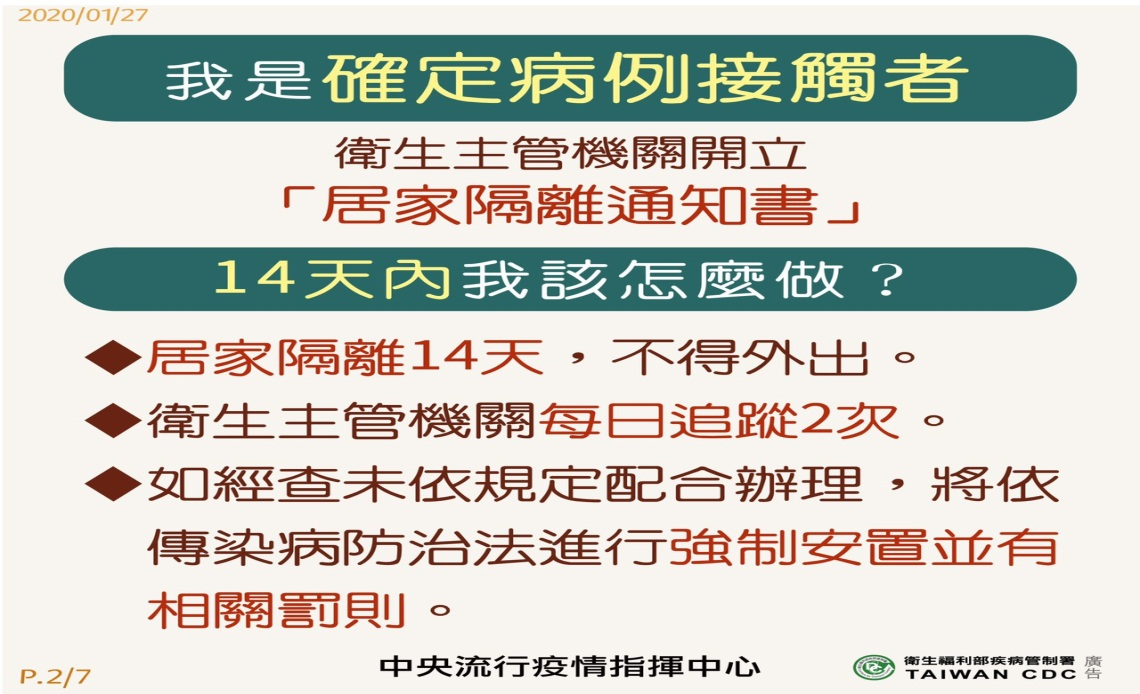 2020/01/27
我是確定病例接觸者
衛生主管機關開立
「居家隔離通知書」
14天內我該怎麼做？
◆居家隔離14天，不得外出。
◆衛生主管機關每日追蹤2次。
◆如經查未依規定配合辦理，將依
傳染病防治法進行強制安置並有
相關罰則。
P.2/7
中央流行疫情指揮中心
衛生福利部疾病管制署
TAIWAN CDC
廣告